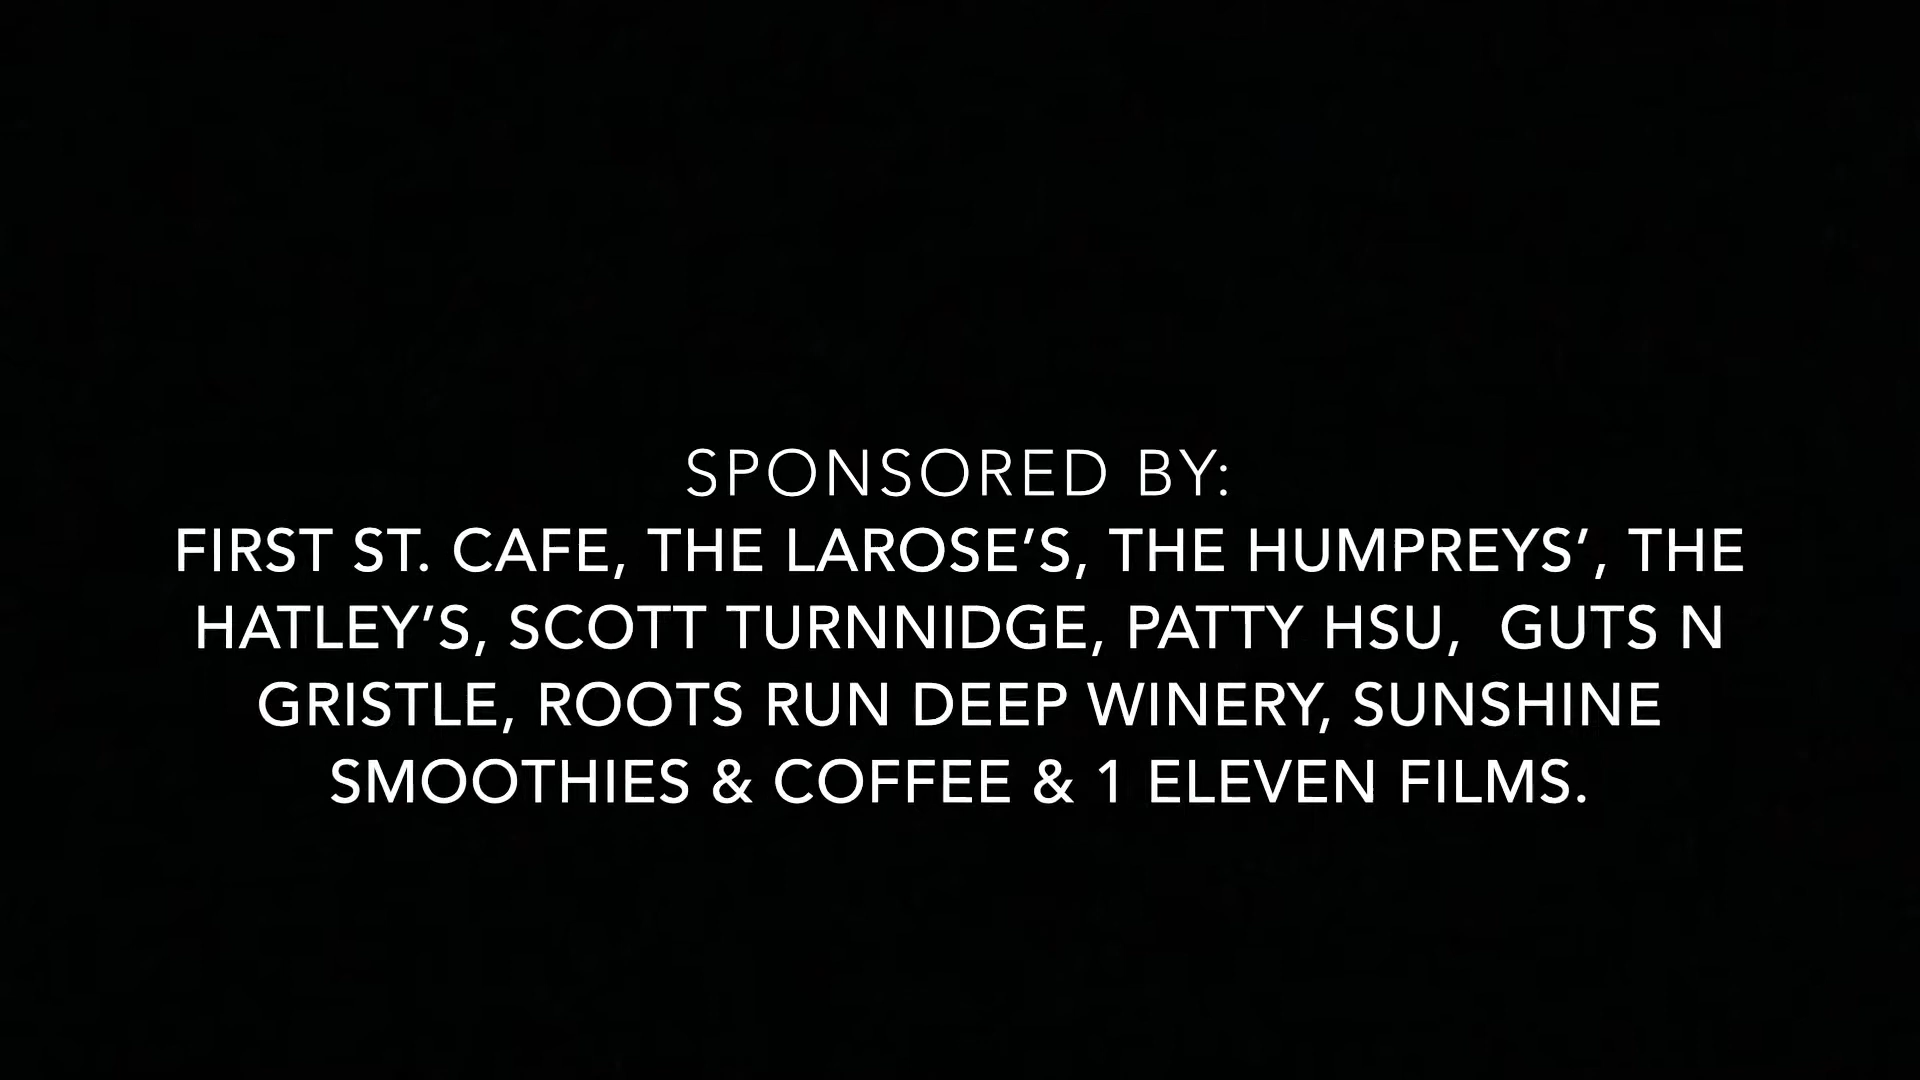 SPONSORED BY:
FIRST ST. CAFE, THE LAROSE’S, THE HUMPREYS’, THE
HATLEY’S, SCOTT TURNNIDGE, PATTY HSU,  GUTS N
GRISTLE, ROOTS RUN DEEP WINERY, SUNSHINE
SMOOTHIES & COFFEE & 1 ELEVEN FILMS.